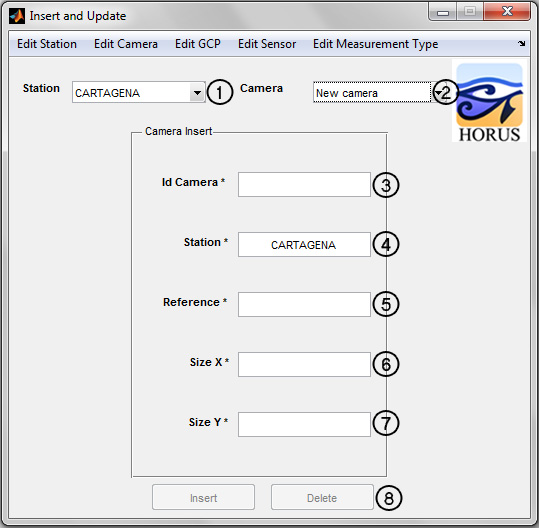 Insert and Update
Edit Station Edit Camera Edit GCP Edit Sensor Edit Measurement Type
Station CARTAGENA 1 Camera New camera 2
HORUS
Camera Insert
Id Camera * 3
Station * CARTAGENA 4
Reference * 5
Size X * 6
Size Y * 7
Insert Delete 8